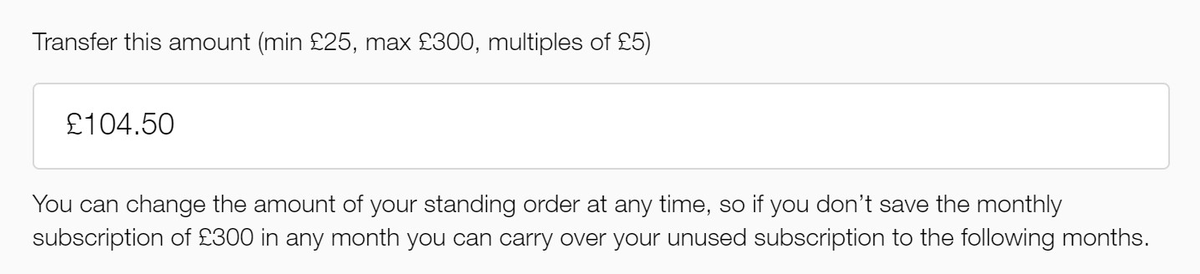 Transfer this amount (min £25, max £300, multiples of £5)
£104.50
You can change the amount of your standing order at any time, so if you don’t save the monthly
subscription of £300 in any month you can carry over your unused subscription to the following months.